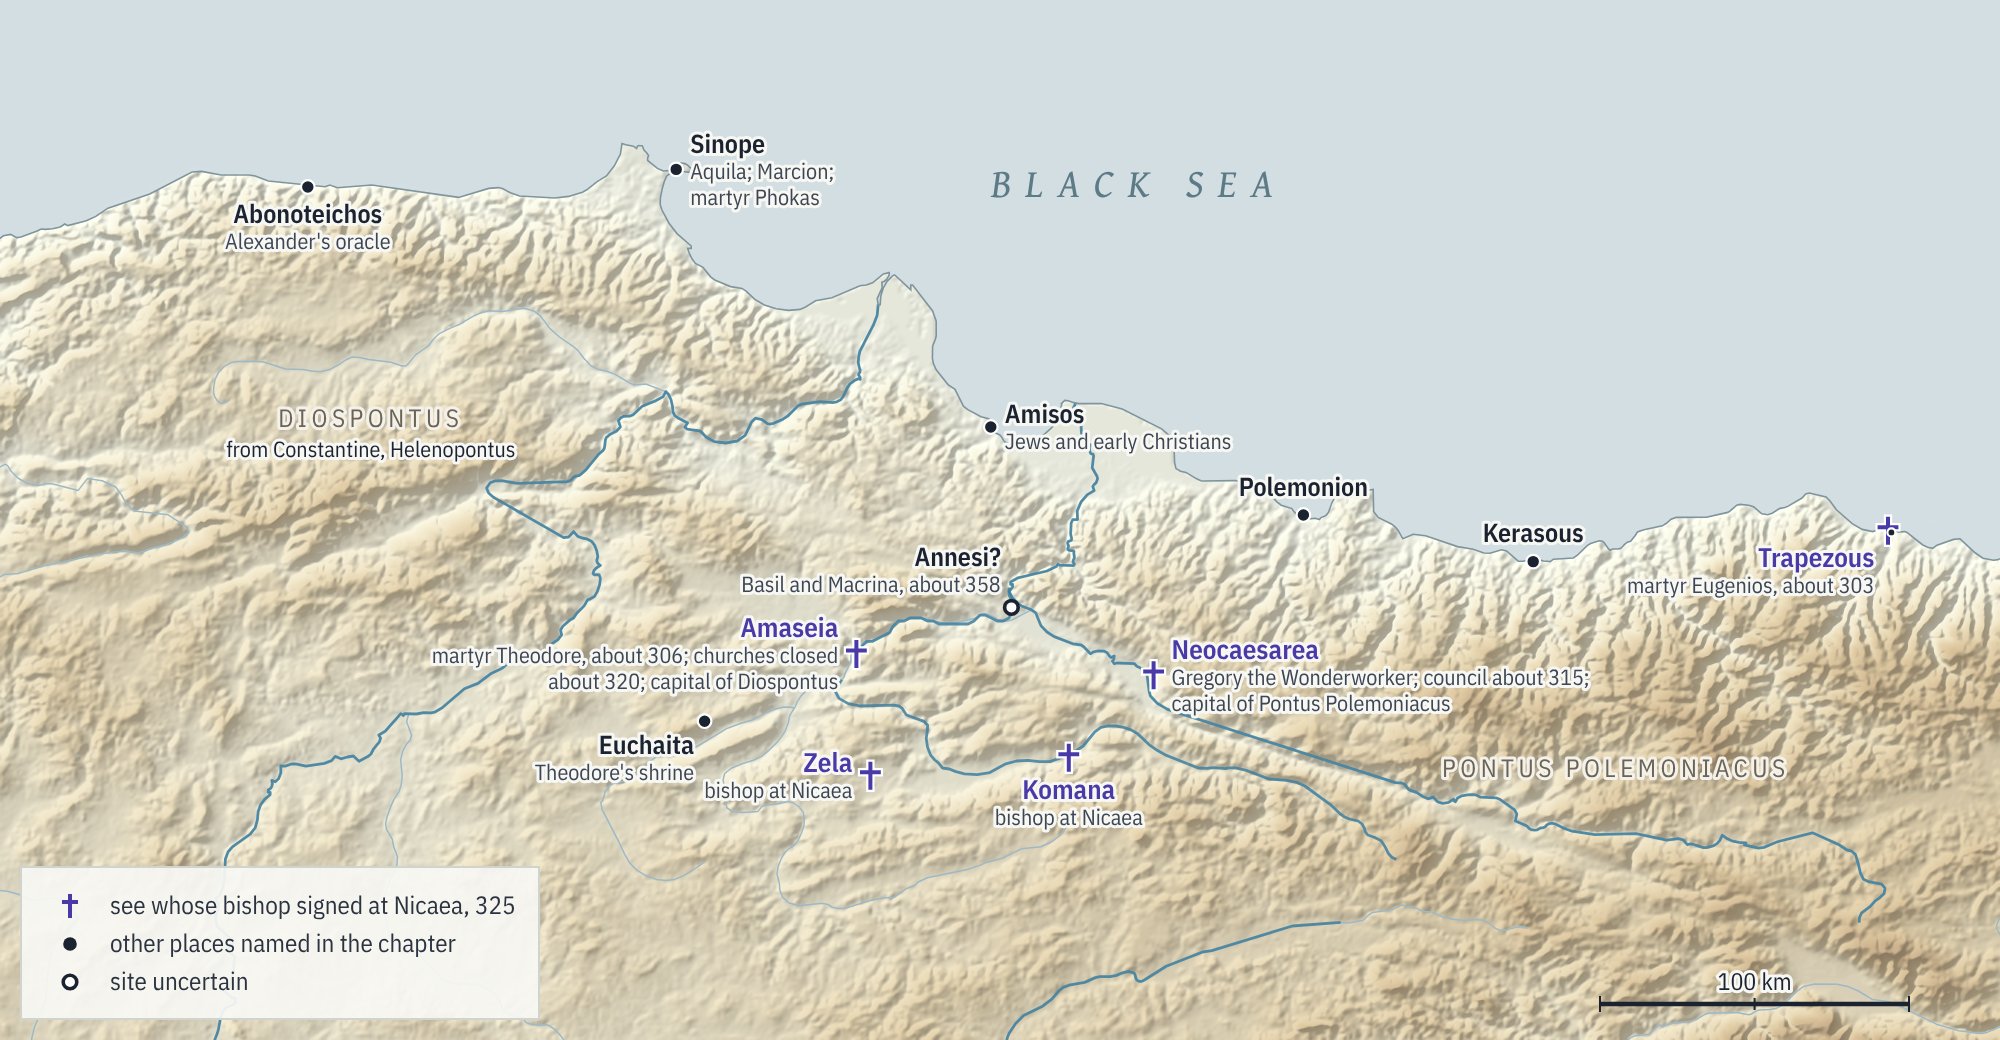 Sinope
Aquila; Marcion;
martyr Phokas
BLACK SEA
Abonoteichos
Alexander's oracle
DIOSPONTUS
from Constantine, Helenopontus
Amisos
Jews and early Christians
Polemonion
Kerasous
Trapezous
martyr Eugenios, about 303
Annesi?
Basil and Macrina, about 358
Amaseia
martyr Theodore, about 306; churches closed
about 320; capital of Diospontus
Neocaesarea
Gregory the Wonderworker; council about 315;
capital of Pontus Polemoniacus
Euchaita
Theodore's shrine
Zela
bishop at Nicaea
Komana
bishop at Nicaea
PONTUS POLEMONIACUS
see whose bishop signed at Nicaea, 325
other places named in the chapter
site uncertain
100 km